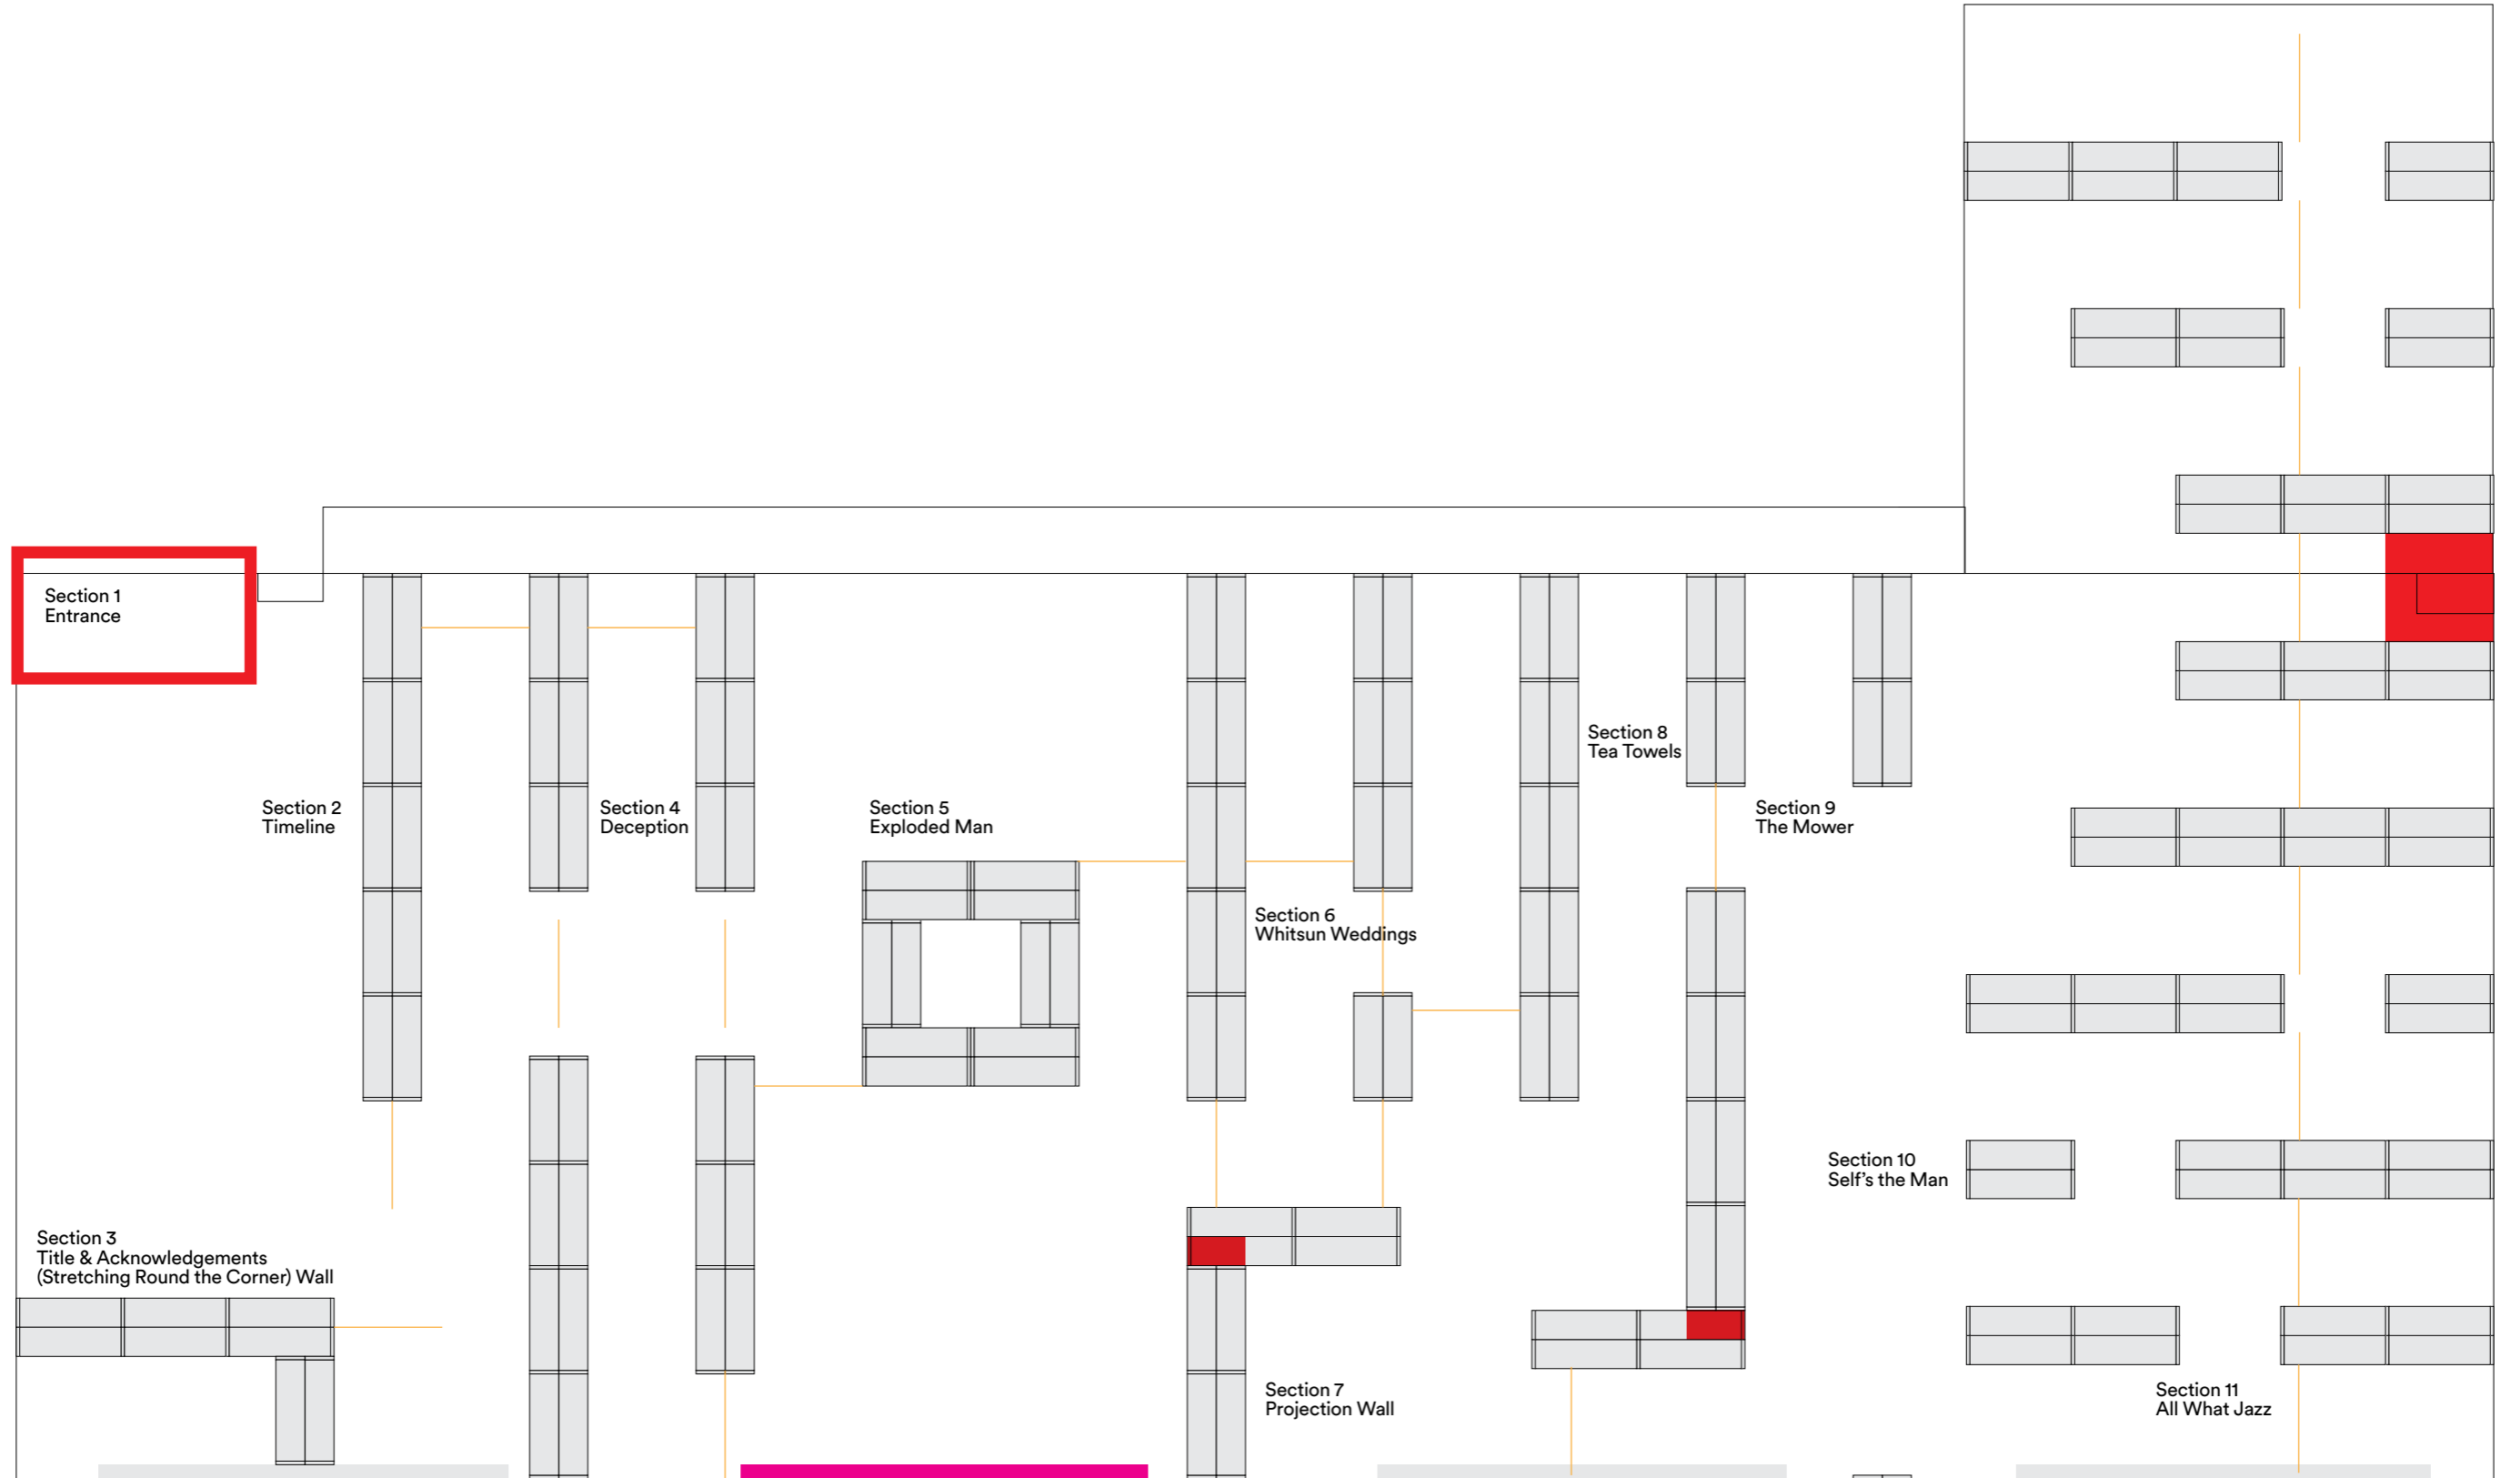 Section 1
Entrance
Section 2
Timeline
Section 3
Title & Acknowledgements
(Stretching Round the Corner) Wall
Section 4
Deception
Section 5
Exploded Man
Section 6
Whitsun Weddings
Section 7
Projection Wall
Section 8
Tea Towels
Section 9
The Mower
Section 10
Self’s the Man
Section 11
All What Jazz